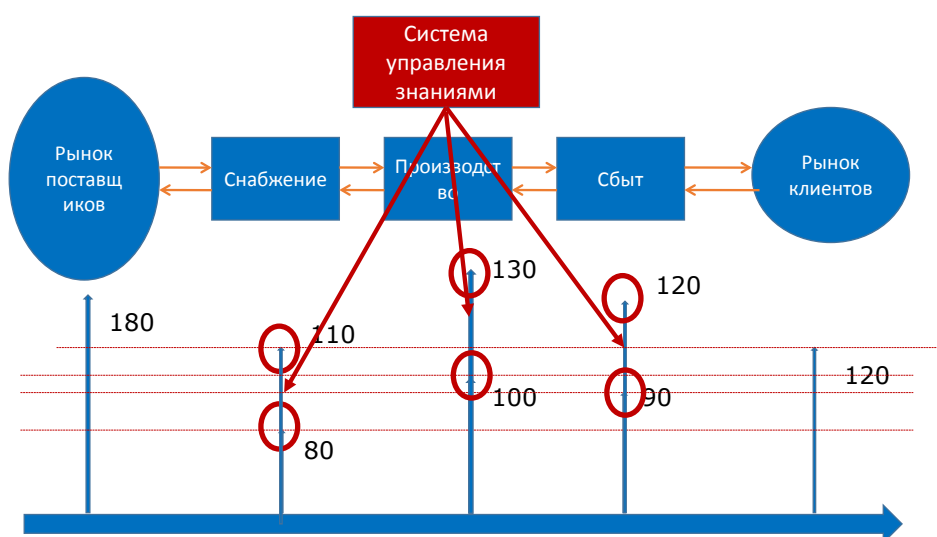 Система
управления
знаниями
Рынок
поставщ
иков
Снабжение
Производст
во
Сбыт
Рынок
клиентов
130
120
180
110
120
100
90
80